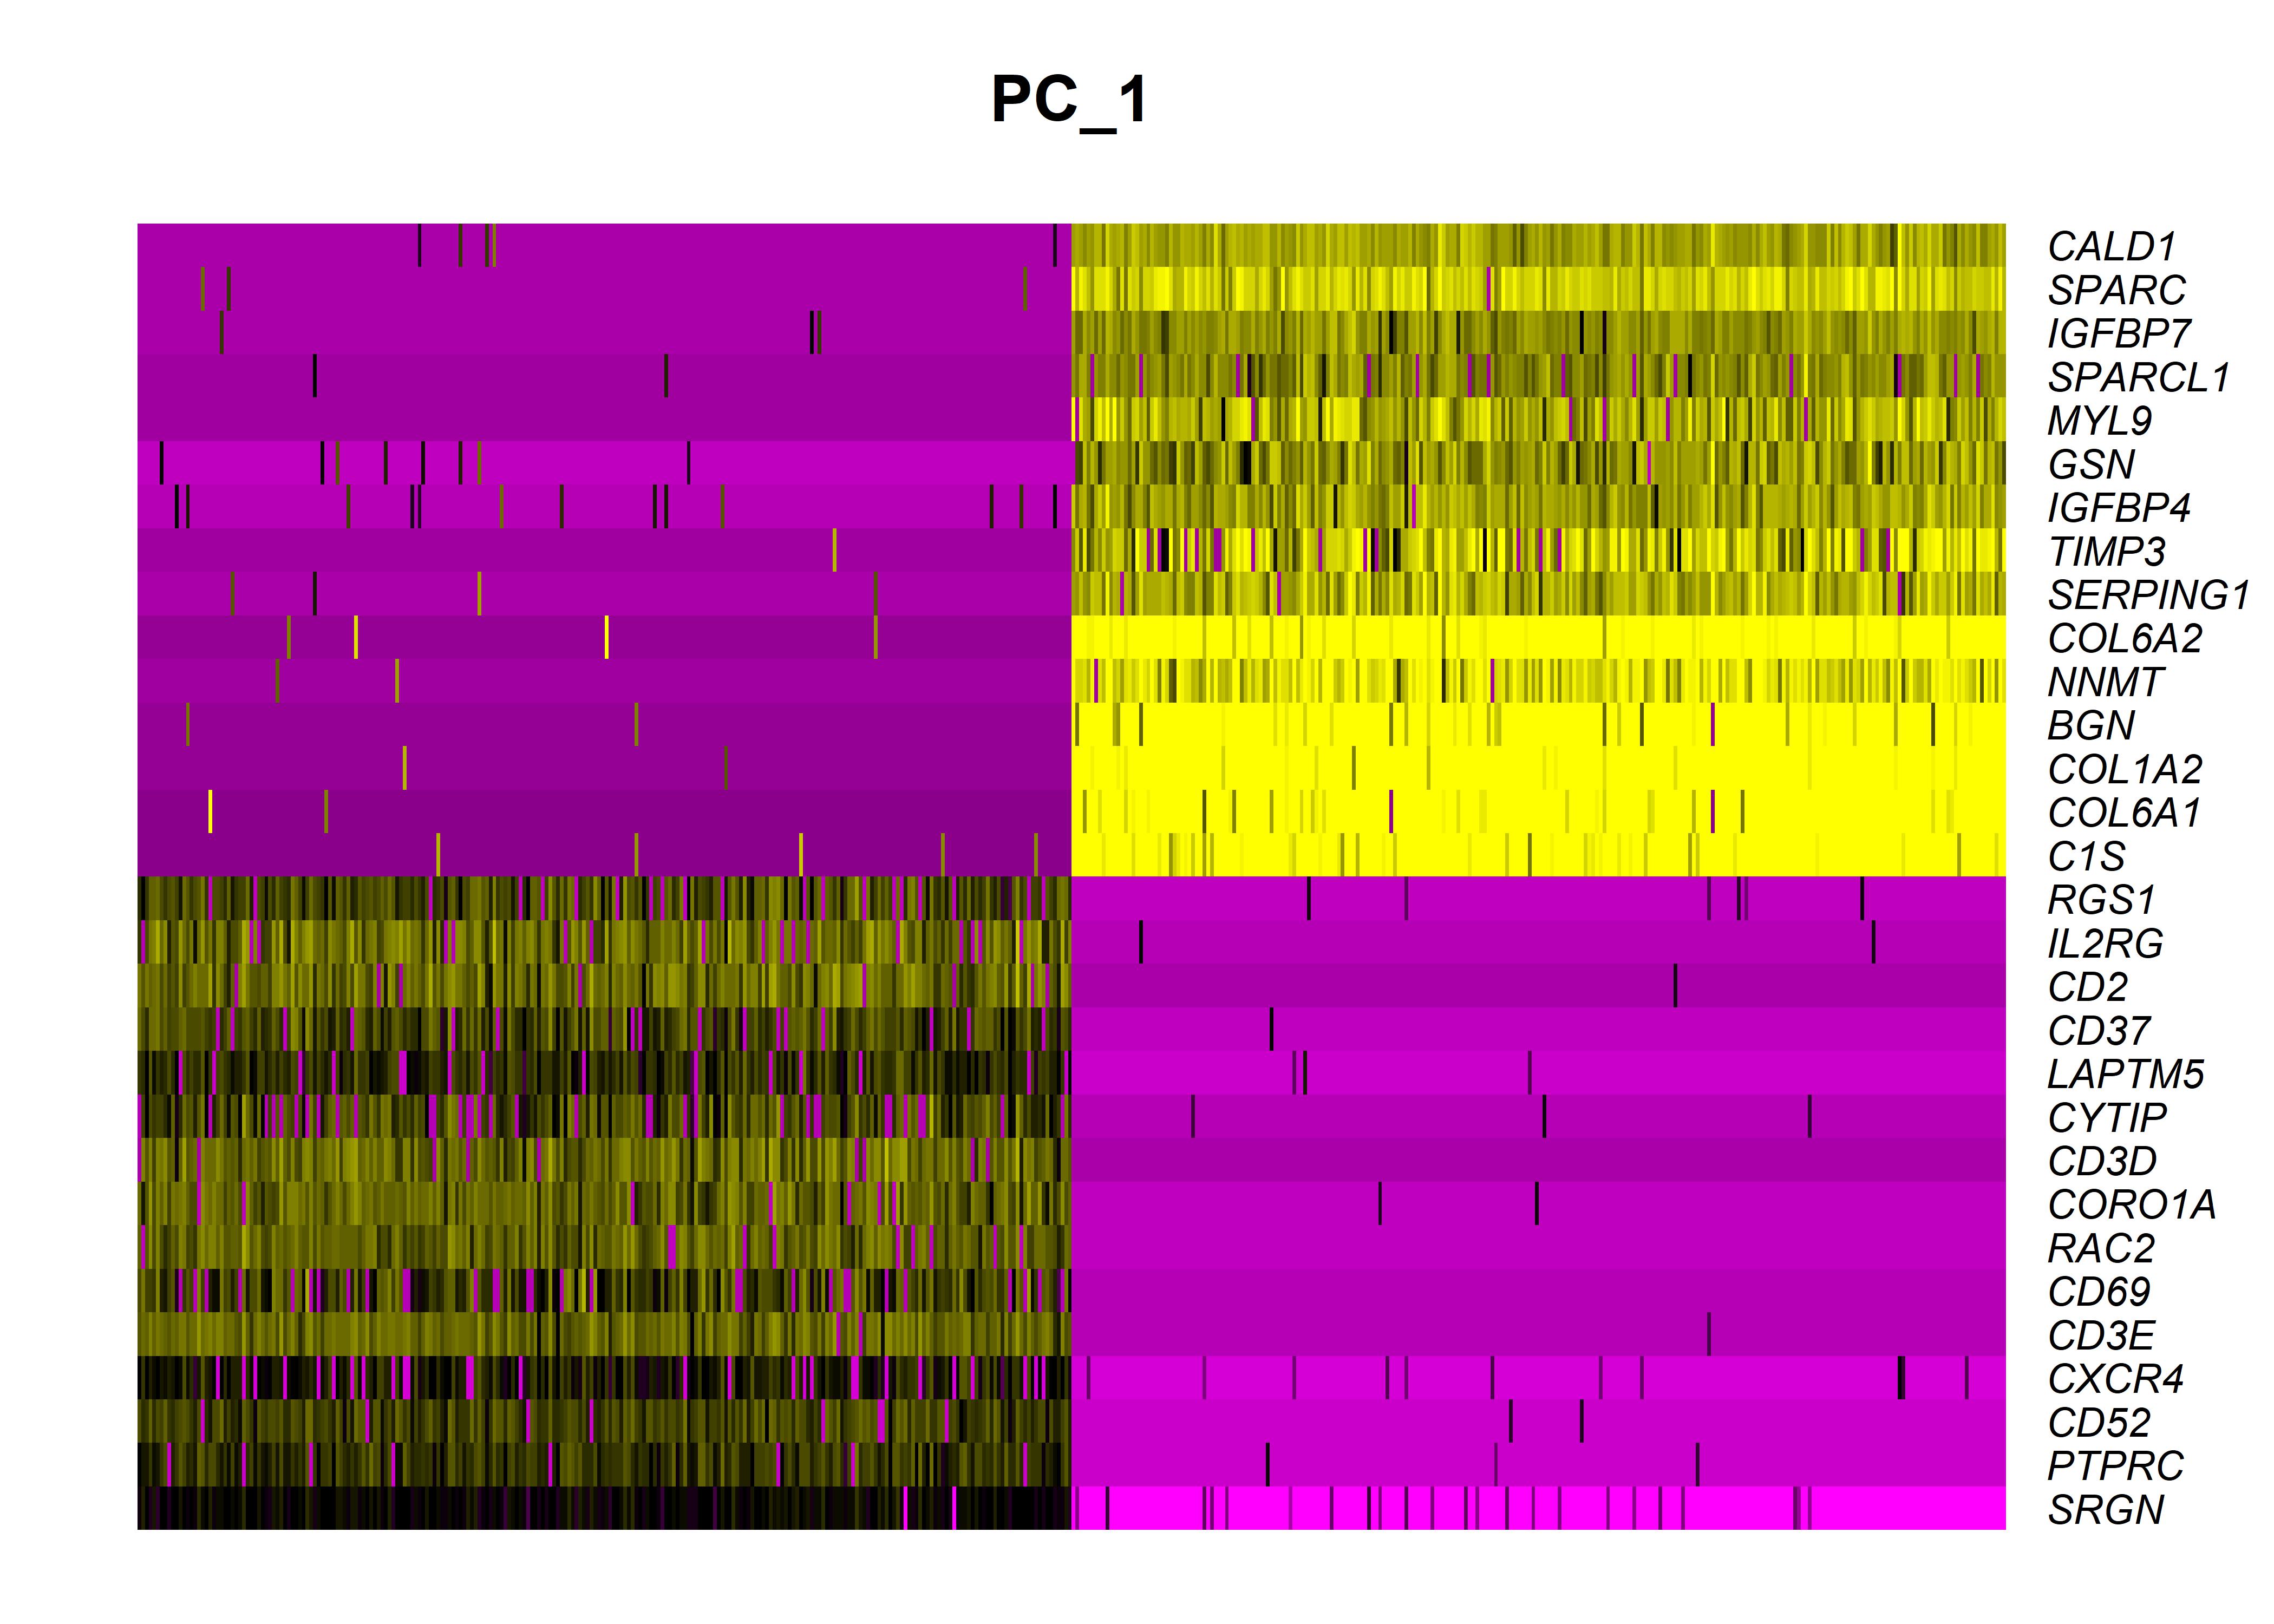 PC_1
CALD1
SPARC
IGFBP7
SPARCL1
MYL9
GSN
IGFBP4
TIMP3
SERPING1
COL6A2
NNMT
BGN
COL1A2
COL6A1
C1S
RGS1
IL2RG
CD2
CD37
LAPTM5
CYTIP
CD3D
CORO1A
RAC2
CD69
CD3E
CXCR4
CD52
PTPRC
SRGN